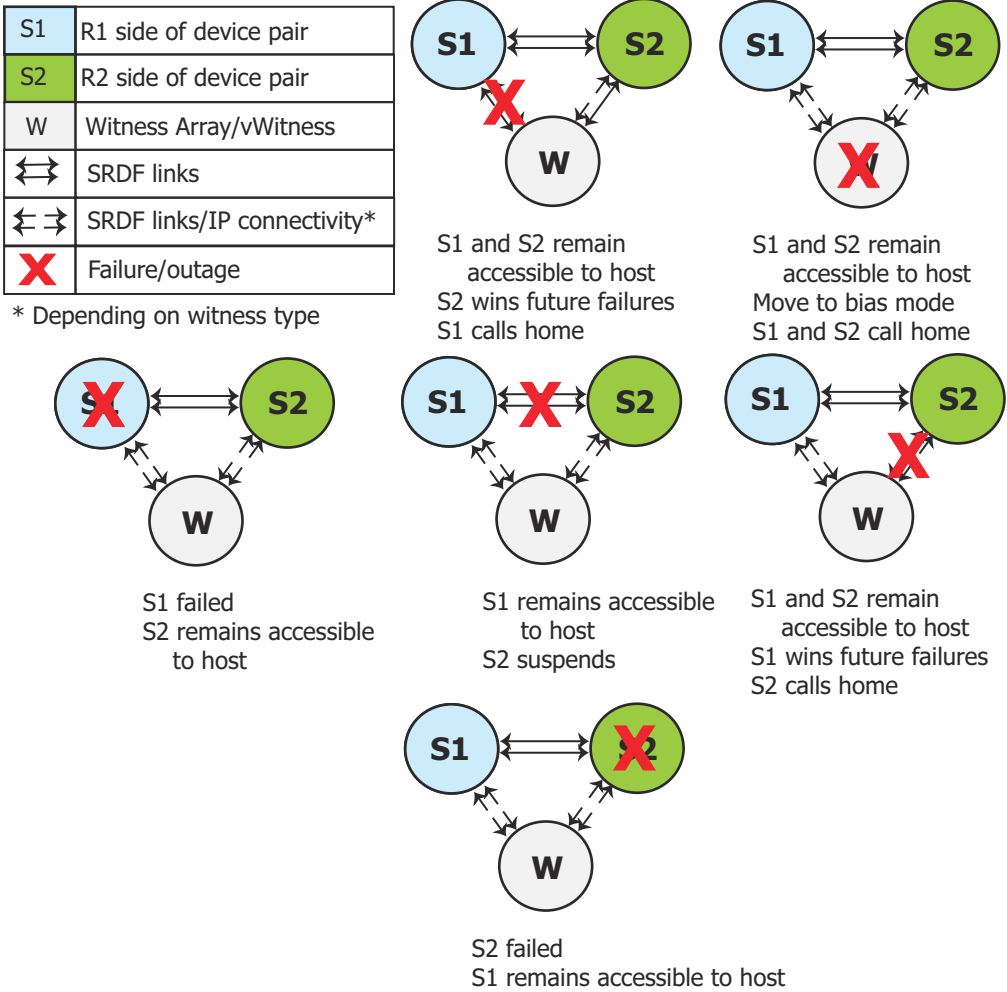 S1 R1 side of device pair
S2 R2 side of device pair
W Witness Array/vWitness
SRDF links
SRDF links/IP connectivity*
X Failure/outage
* Depending on witness type
S1 S2
X
W
S1 and S2 remain
accessible to host
S2 wins future failures
S1 calls home
S1 S2
W
X
S1 and S2 remain
accessible to host
Move to bias mode
S1 and S2 call home
S1 S2
X
W
S1 failed
S2 remains accessible
to host
S1 X S2
W
S1 remains accessible
to host
S2 suspends
S1 S2
X
W
S1 and S2 remain
accessible to host
S1 wins future failures
S2 calls home
S1 S2
X
W
S2 failed
S1 remains accessible to host